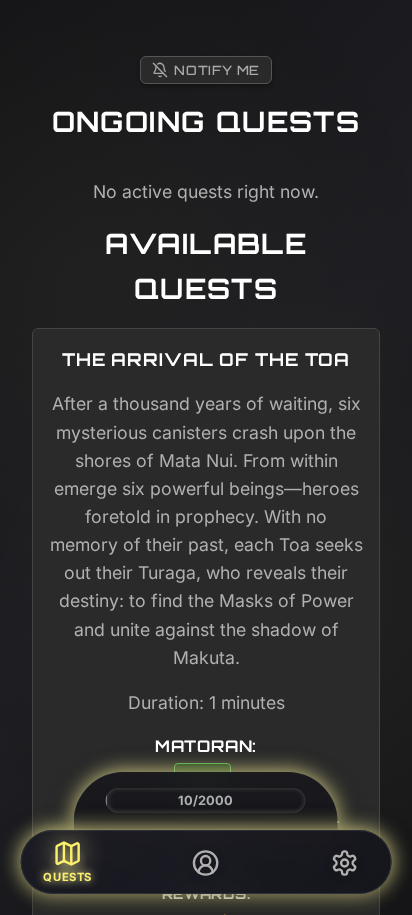 NOTIFY ME
ONGOING QUESTS
No active quests right now.
AVAILABLE
QUESTS
THE ARRIVAL OF THE TOA
After a thousand years of waiting, six
mysterious canisters crash upon the
shores of Mata Nui. From within
emerge six powerful beings—heroes
foretold in prophecy. With no
memory of their past, each Toa seeks
out their Turaga, who reveals their
destiny: to find the Masks of Power
and unite against the shadow of
Makuta.
Duration: 1 minutes
MATORAN:
10/2000
QUESTS
REWARDS: